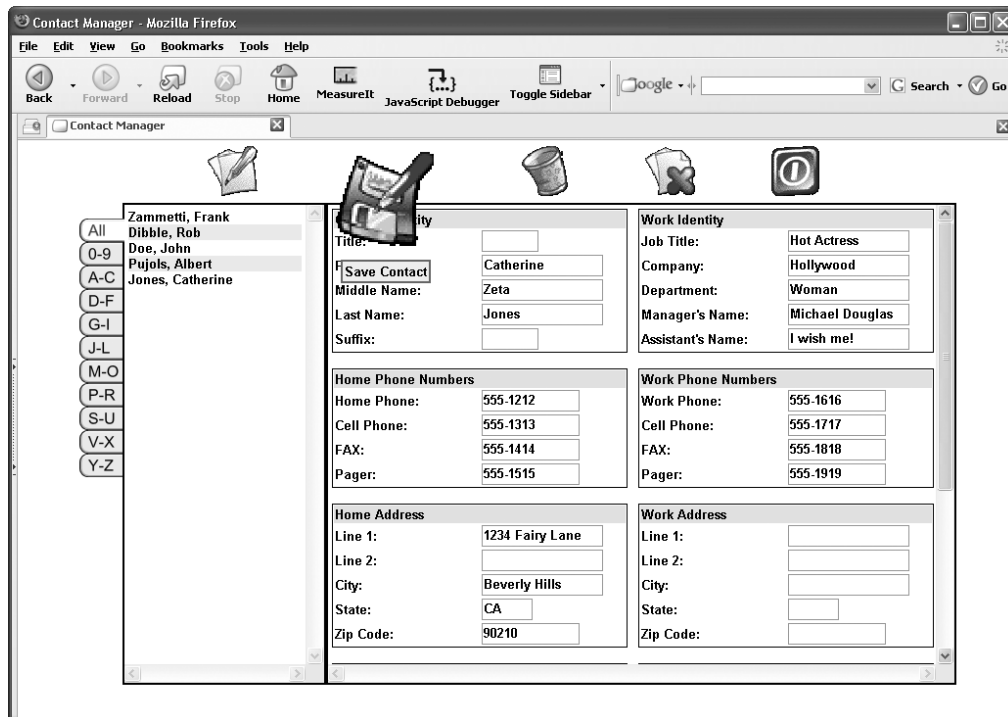 Contact Manager - Mozilla Firefox
File Edit View Go Bookmarks Tools Help
Back Forward Reload Stop Home MeasureIt JavaScript Debugger Toggle Sidebar Google G Search Go
Contact Manager
All
0-9
A-C
D-F
G-I
J-L
M-O
P-R
S-U
V-X
Y-Z
Zammetti, Frank
Dibble, Rob
Doe, John
Pujols, Albert
Jones, Catherine
Title:
Save Contact
Catherine
Middle Name: Zeta
Last Name: Jones
Suffix:
Work Identity
Job Title: Hot Actress
Company: Hollywood
Department: Woman
Manager's Name: Michael Douglas
Assistant's Name: I wish me!
Home Phone Numbers
Home Phone: 555-1212
Cell Phone: 555-1313
FAX: 555-1414
Pager: 555-1515
Work Phone Numbers
Work Phone: 555-1616
Cell Phone: 555-1717
FAX: 555-1818
Pager: 555-1919
Home Address
Line 1: 1234 Fairy Lane
Line 2:
City: Beverly Hills
State: CA
Zip Code: 90210
Work Address
Line 1:
Line 2:
City:
State:
Zip Code: